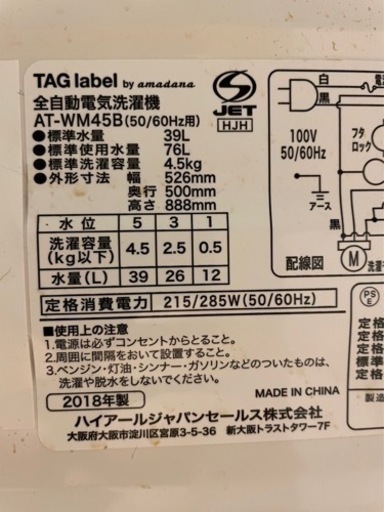 TAG label by amadana
全自動電気洗濯機
AT-WM45B(50/60Hz用)
●標準水量 39L
●標準使用水量 76L
●標準洗濯容量 4.5kg
●外形寸法 幅 526mm
奥行 500mm
高さ 888mm
S
JET
HJH
水位 5 3 1
洗濯容量(kg以下) 4.5 2.5 0.5
水量(L) 39 26 12
定格消費電力 215/285W(50/60Hz)
白
黒
100V
50/60Hz
フタ
ロック
アース
黒
M
配線図
■使用上の注意
1.電源は必ずコンセントからとること。
2.周囲に間隔をおいて設置すること。
3.ベンジン・灯油・シンナー・ガソリンなどのついたものは、
洗濯や脱水をしないでください。
MADE IN CHINA
2018年製
ハイアールジャパンセールス株式会社
大阪府大阪市淀川区宮原3-5-36 新大阪トラストタワー7F
PS
E
定格
定格
定格
標準